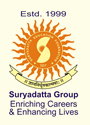 Estd. 1999
Suryadatta Group
Enriching Careers
& Enhancing Lives